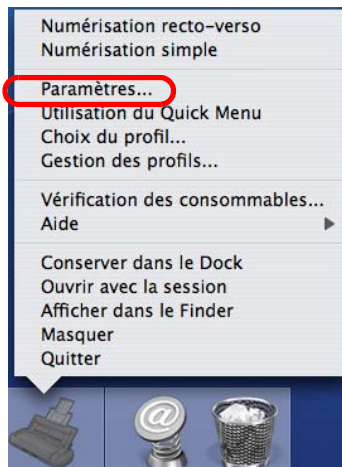 Numérisation recto-verso
Numérisation simple
Paramètres...
Utilisation du Quick Menu
Choix du profil...
Gestion des profils...
Vérification des consommables...
Aide
Conserver dans le Dock
Ouvrir avec la session
Afficher dans le Finder
Masquer
Quitter
@